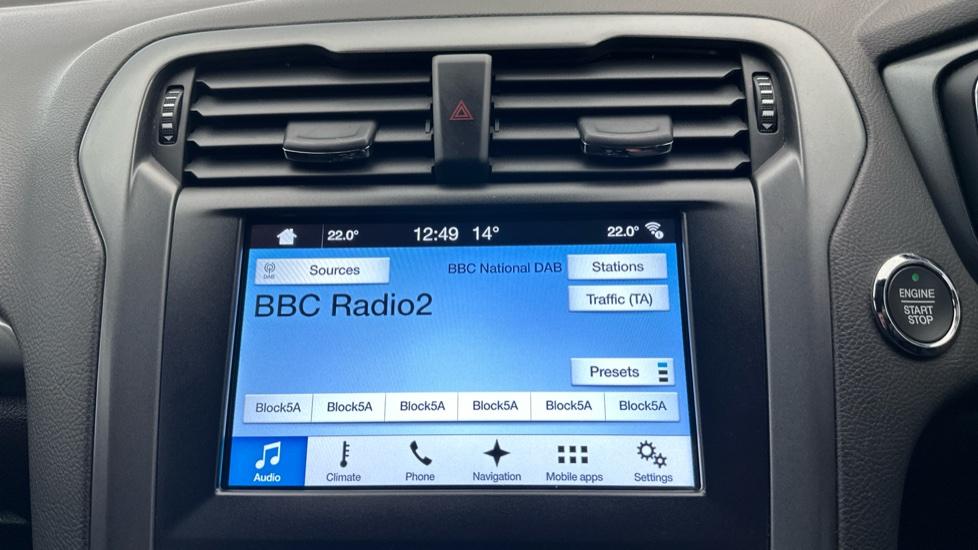 22.0° 12:49 14° 22.0°
DAB Sources BBC National DAB Stations
BBC Radio2 Traffic (TA)
Presets
Block5A Block5A Block5A Block5A Block5A Block5A
Audio Climate Phone Navigation Mobile apps Settings
ENGINE
START
STOP